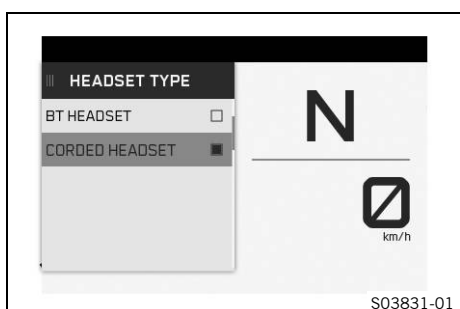 HEADSET TYPE
BT HEADSET
CORDED HEADSET
N
0
km/h
S03831-01